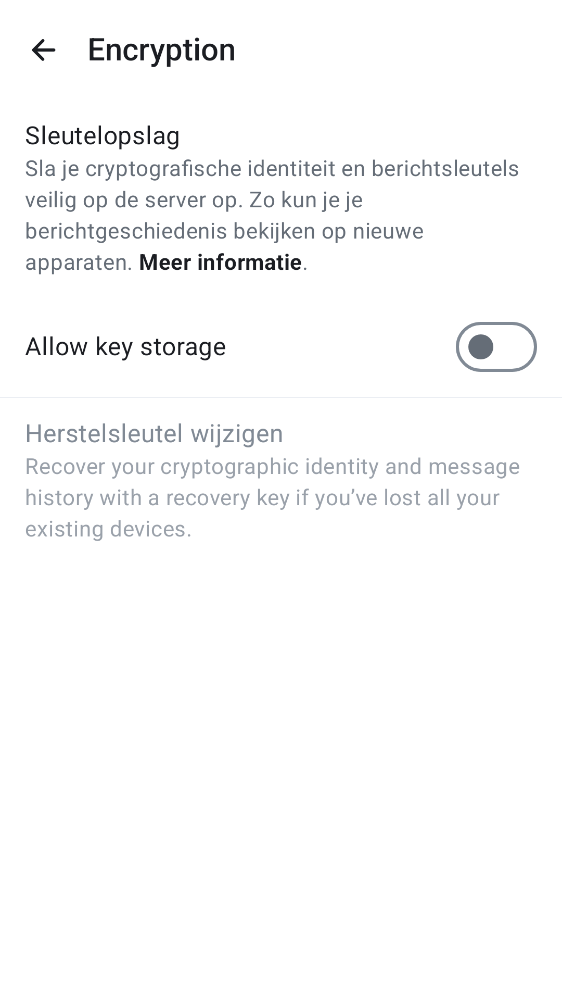 Encryption
Sleutelopslag
Sla je cryptografische identiteit en berichtsleutels
veilig op de server op. Zo kun je je
berichtgeschiedenis bekijken op nieuwe
apparaten. Meer informatie.
Allow key storage
Herstelsleutel wijzigen
Recover your cryptographic identity and message
history with a recovery key if you’ve lost all your
existing devices.